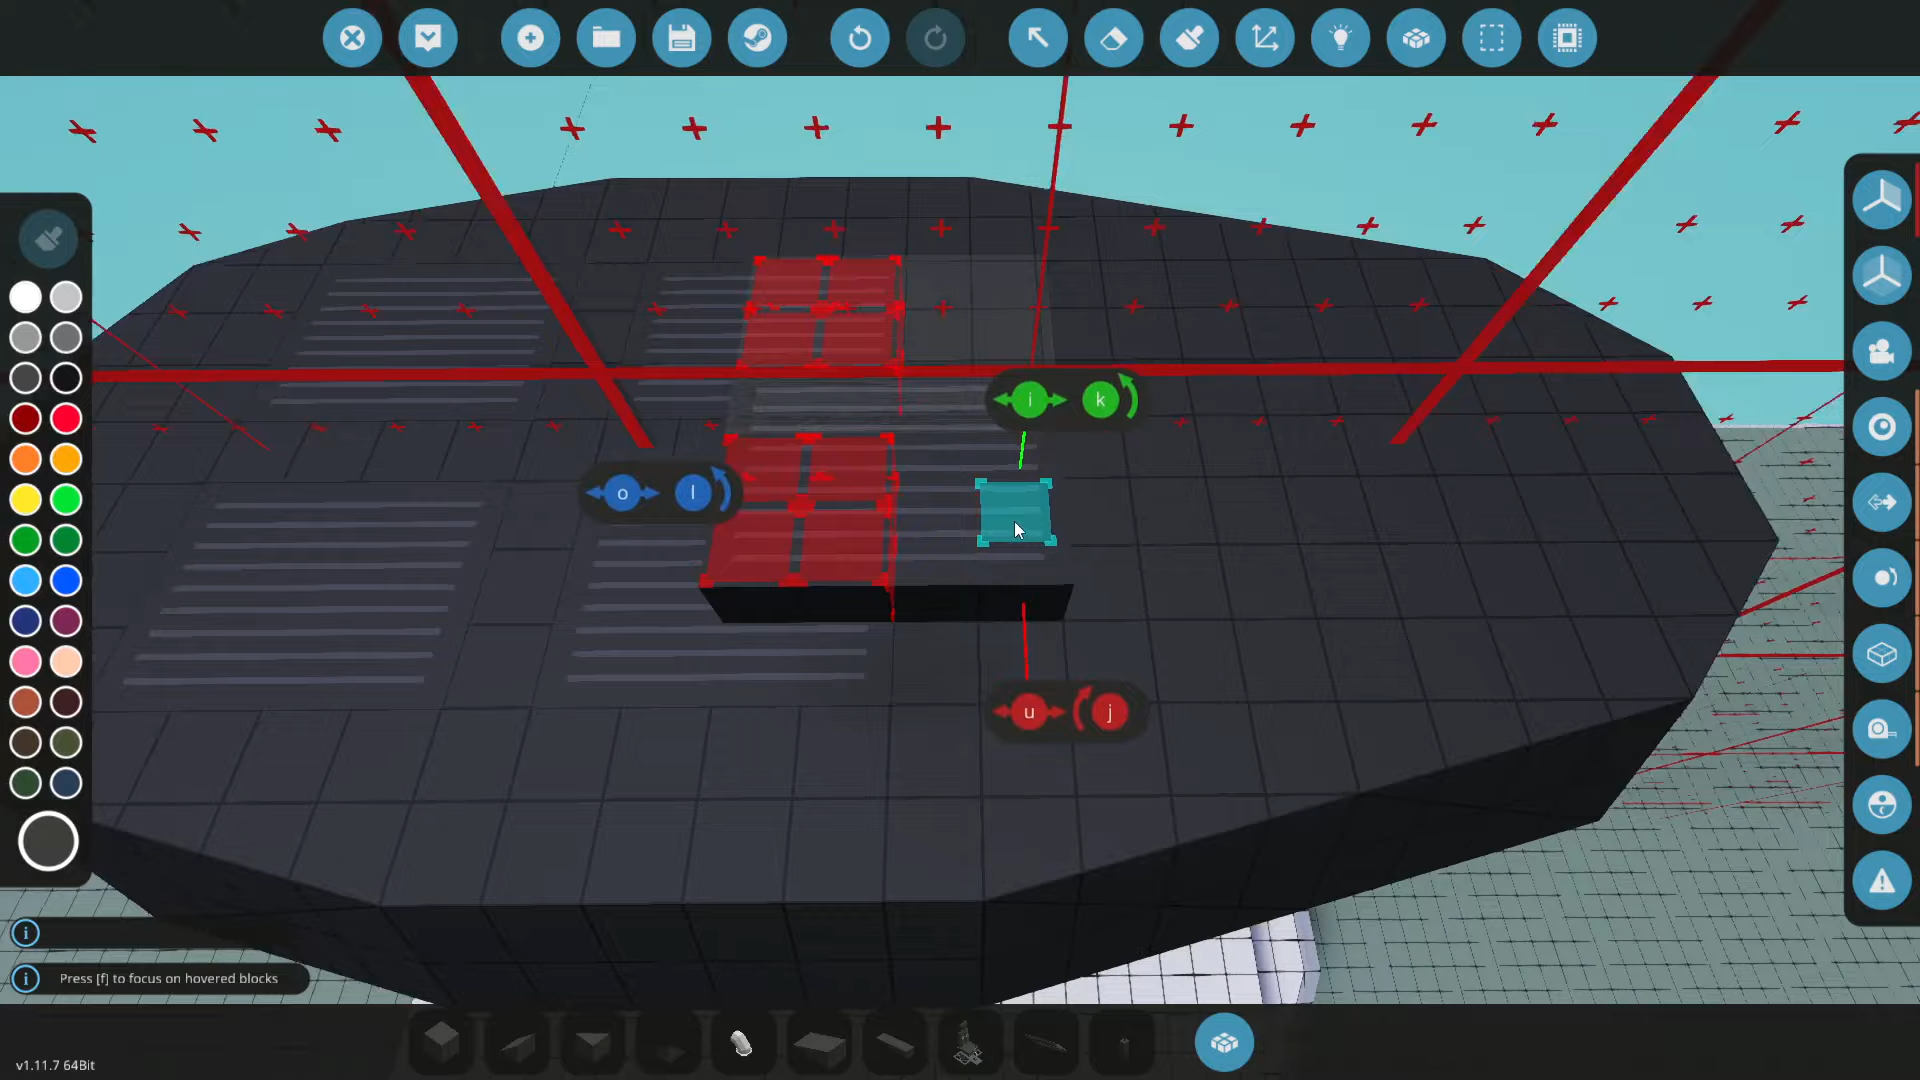 i k
o l
u j
Press [f] to focus on hovered blocks
v1.11.7 64Bit